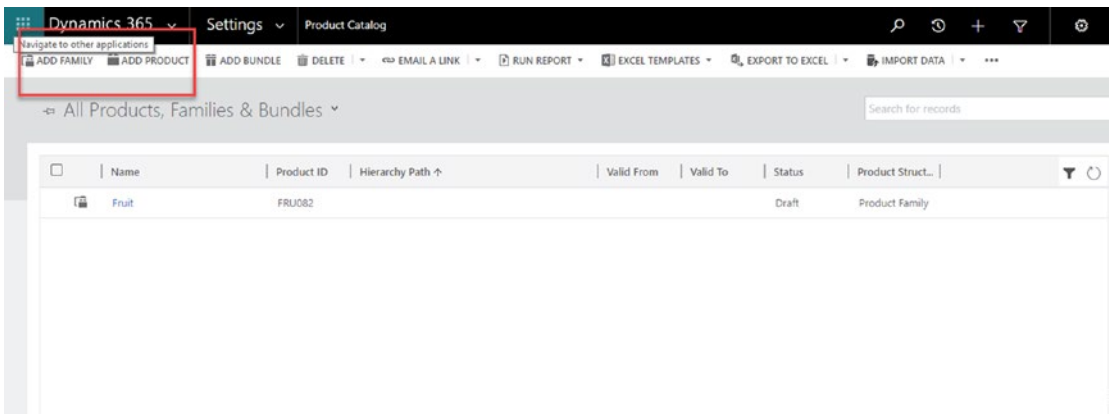 Dynamics 365 Settings Product Catalog
Navigate to other applications
ADD FAMILY ADD PRODUCT ADD BUNDLE DELETE EMAIL A LINK RUN REPORT EXCEL TEMPLATES EXPORT TO EXCEL IMPORT DATA
All Products, Families & Bundles Search for records
Name Product ID Hierarchy Path Valid From Valid To Status Product Struct...
Fruit FRU082 Draft Product Family